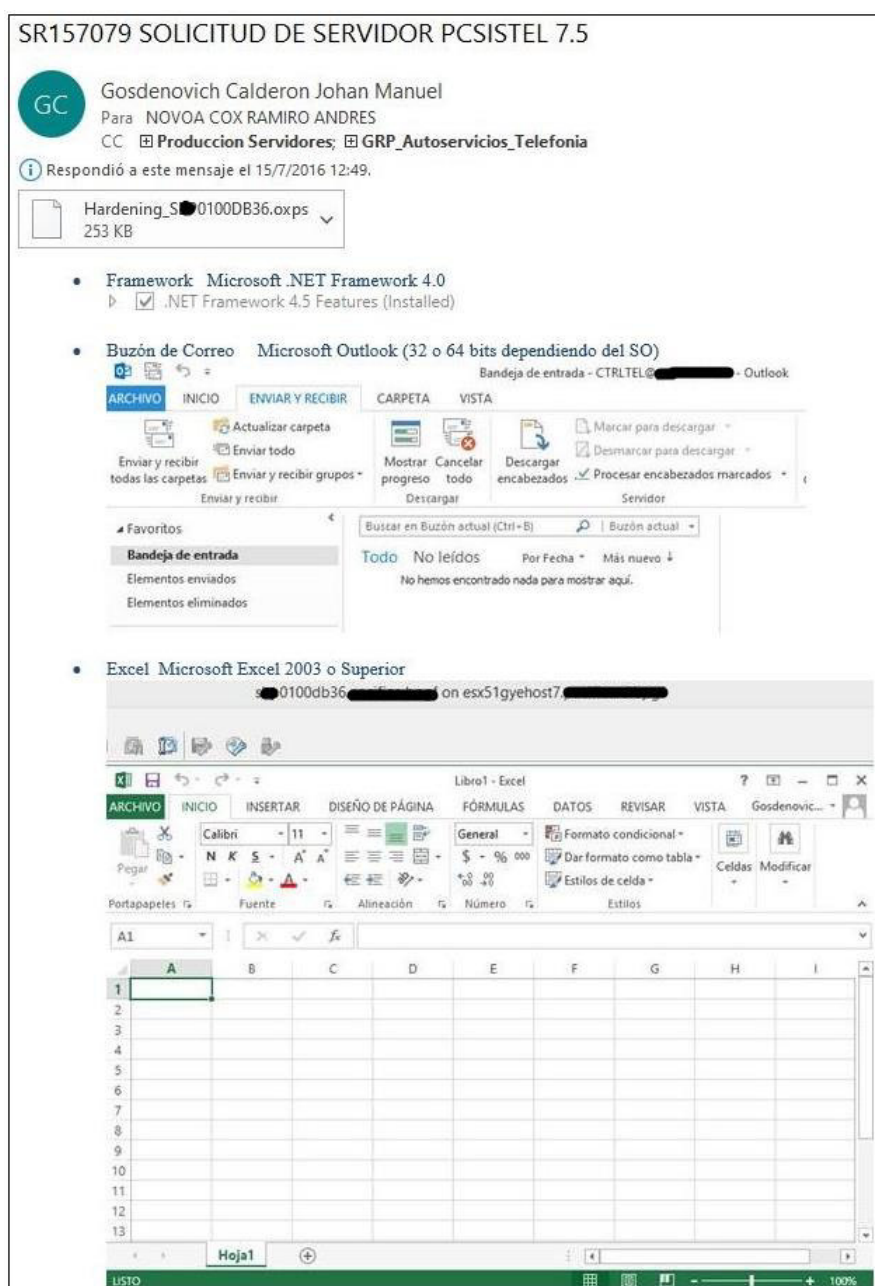 SR157079 SOLICITUD DE SERVIDOR PCSISTEL 7.5
GC
Gosdenovich Calderon Johan Manuel
Para NOVOA COX RAMIRO ANDRES
CC Produccion Servidores; GRP_Autoservicios_Telefonia
Respondió a este mensaje el 15/7/2016 12:49.
Hardening_S 0100DB36.oxps
253 KB
• Framework Microsoft .NET Framework 4.0
.NET Framework 4.5 Features (Installed)
• Buzón de Correo Microsoft Outlook (32 o 64 bits dependiendo del SO)
Bandeja de entrada - CTRLTEL@ - Outlook
ARCHIVO INICIO ENVIAR Y RECIBIR CARPETA VISTA
Enviar y recibir todas las carpetas
Actualizar carpeta
Enviar todo
Enviar y recibir grupos
Enviar y recibir
Mostrar progreso
Cancelar todo
Descargar
Descargar encabezados
Marcar para descargar
Desmarcar para descargar
Procesar encabezados marcados
Servidor
Favoritos
Bandeja de entrada
Elementos enviados
Elementos eliminados
Buscar en Buzón actual (Ctrl+B) Buzón actual
Todo No leídos Por Fecha Más nuevo
No hemos encontrado nada para mostrar aquí.
• Excel Microsoft Excel 2003 o Superior
s 0100db36 on esx51gyehost7.
Libro1 - Excel
ARCHIVO INICIO INSERTAR DISEÑO DE PÁGINA FÓRMULAS DATOS REVISAR VISTA Gosdenovic...
Pegar
Portapapeles
Calibri 11
N K S A A
Fuente
Alineación
General
$ % 000
Número
Formato condicional
Dar formato como tabla
Estilos de celda
Estilos
Celdas
Modificar
A1 fx
A B C D E F G H I
1
2
3
4
5
6
7
8
9
10
11
12
13
Hoja1
LISTO 100%